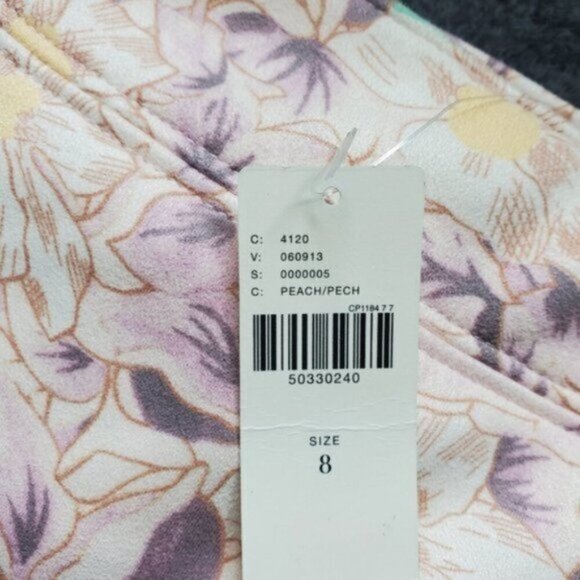 C: 4120
V: 060913
S: 0000005
C: PEACH/PECH
CP1184 7 7
50330240
SIZE
8